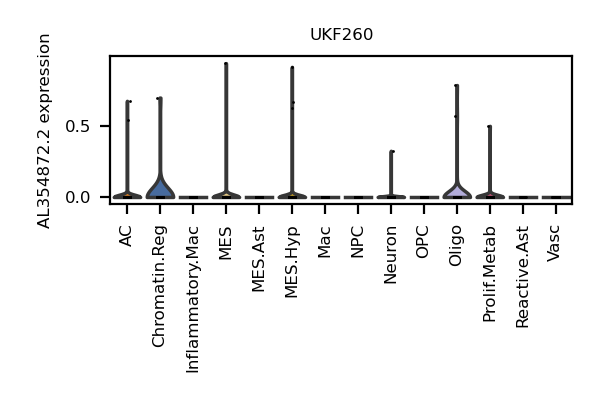 UKF260
AL354872.2 expression
0.5
0.0
AC
Chromatin.Reg
Inflammatory.Mac
MES
MES.Ast
MES.Hyp
Mac
NPC
Neuron
OPC
Oligo
Prolif.Metab
Reactive.Ast
Vasc